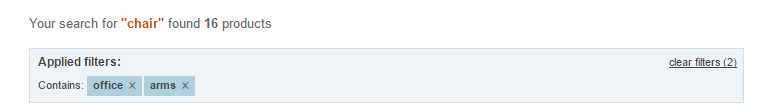 Your search for "chair" found 16 products
Applied filters: clear filters (2)
Contains: office × arms ×